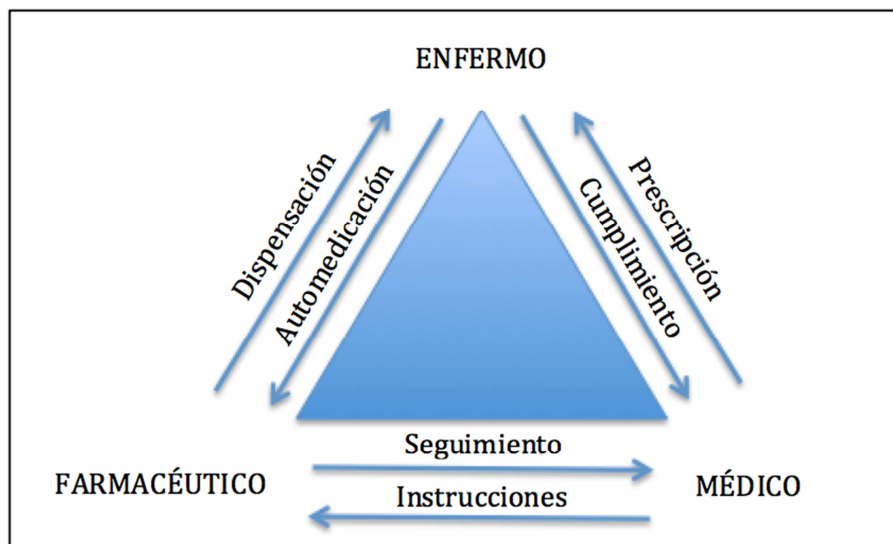 ENFERMO
Dispensación
Automedicación
Cumplimiento
Prescripción
Seguimiento
FARMACÉUTICO
MÉDICO
Instrucciones